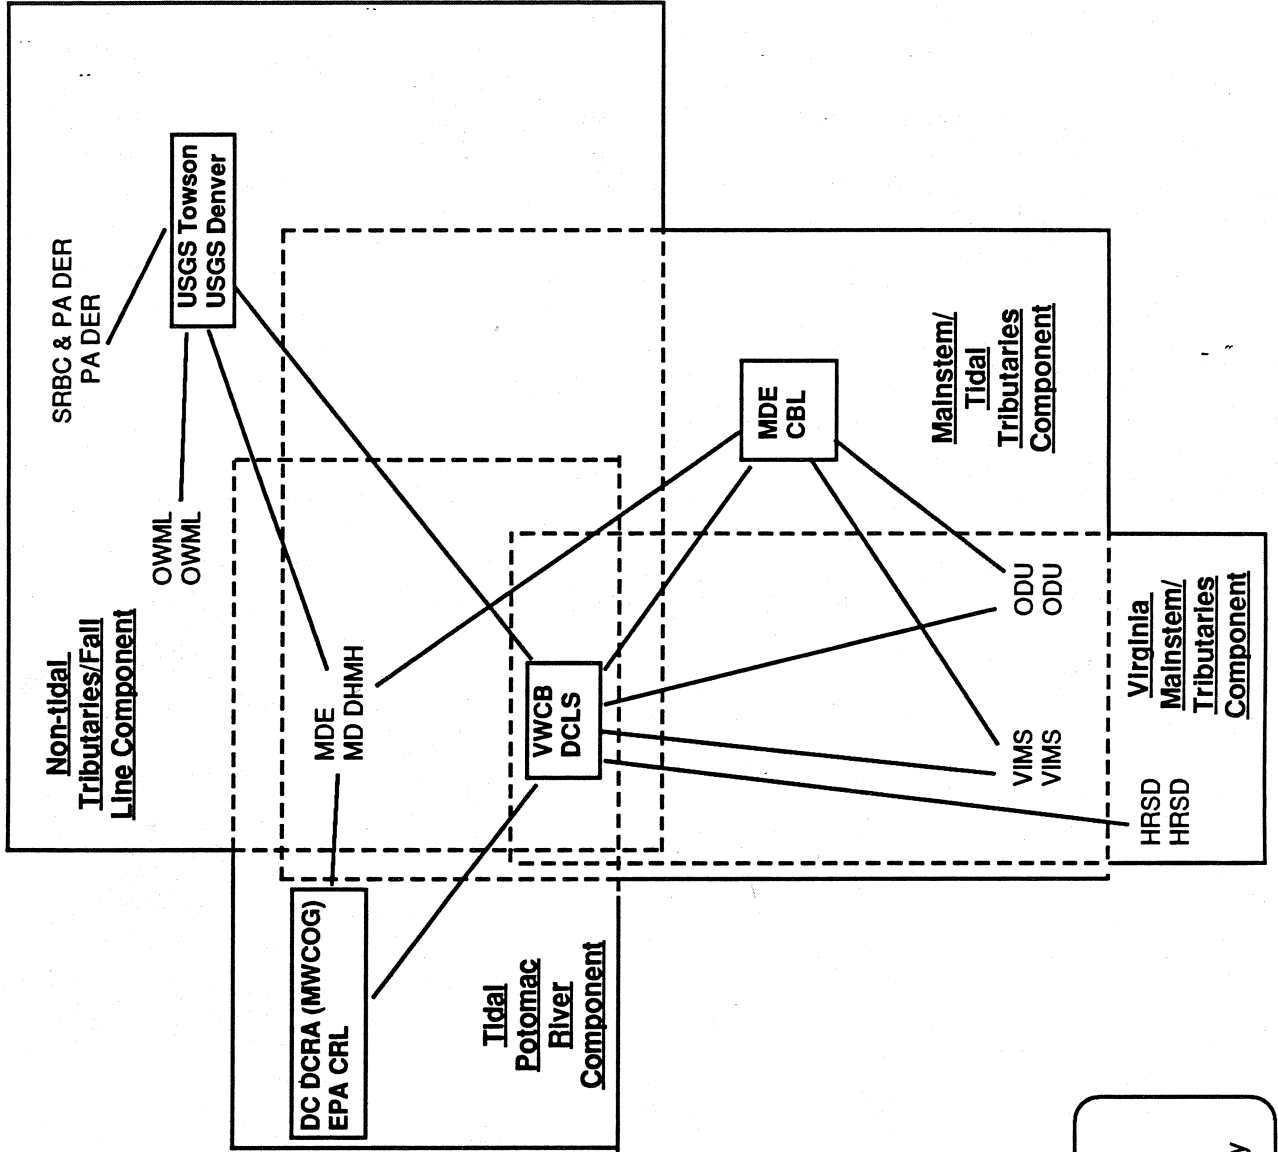 Non-tidal
Tributaries/Fall
Line Component
SRBC & PA DER
PA DER
OWML
OWML
USGS Towson
USGS Denver
DC DCRA (MWCOG)
EPA CRL
MDE
MD DHMH
Tidal
Potomac
River
Component
VWCB
DCLS
MDE
CBL
Mainstem/
Tidal
Tributaries
Component
VIMS
VIMS
ODU
ODU
HRSD
HRSD
Virginia
Mainstem/
Tributaries
Component